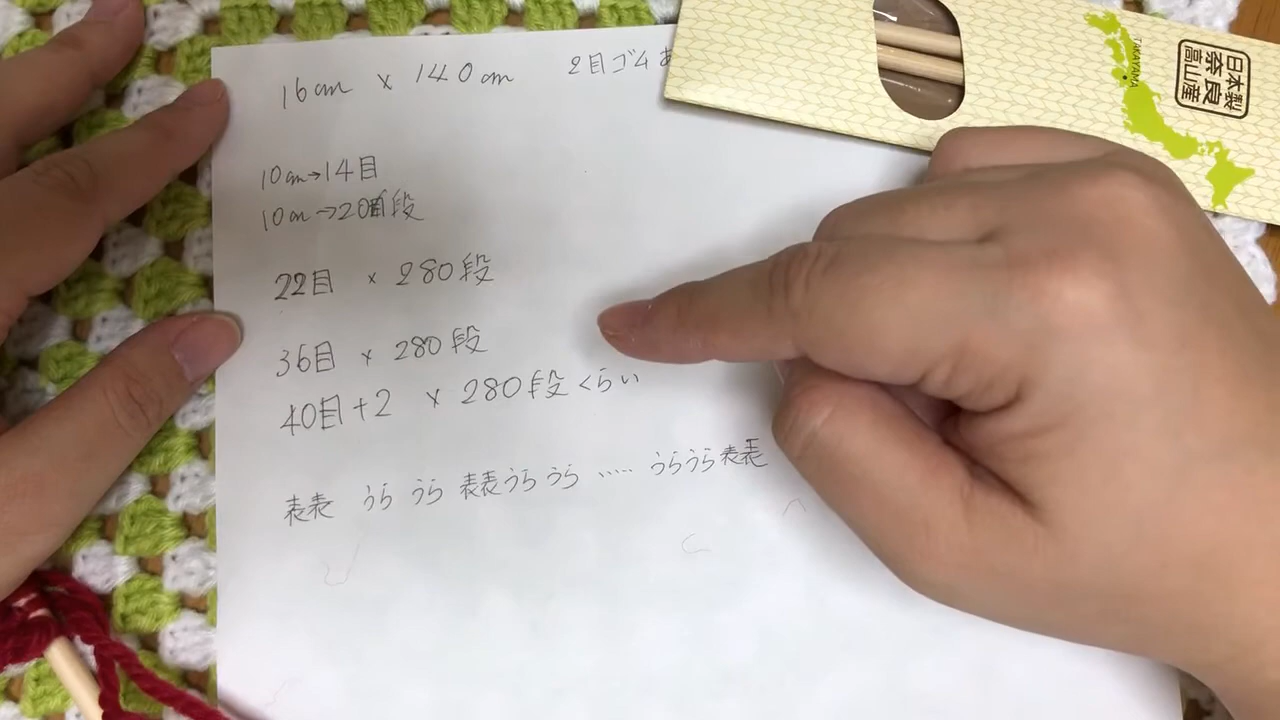 16cm × 140cm 2目ゴム
10cm→14目
10cm→20段
22目 × 280段
36目 × 280段
40目+2 × 280段くらい
表表 うら うら 表表うら うら ‥‥‥ うらうら表表
TAKAYAMA
日本製
奈良
高山産